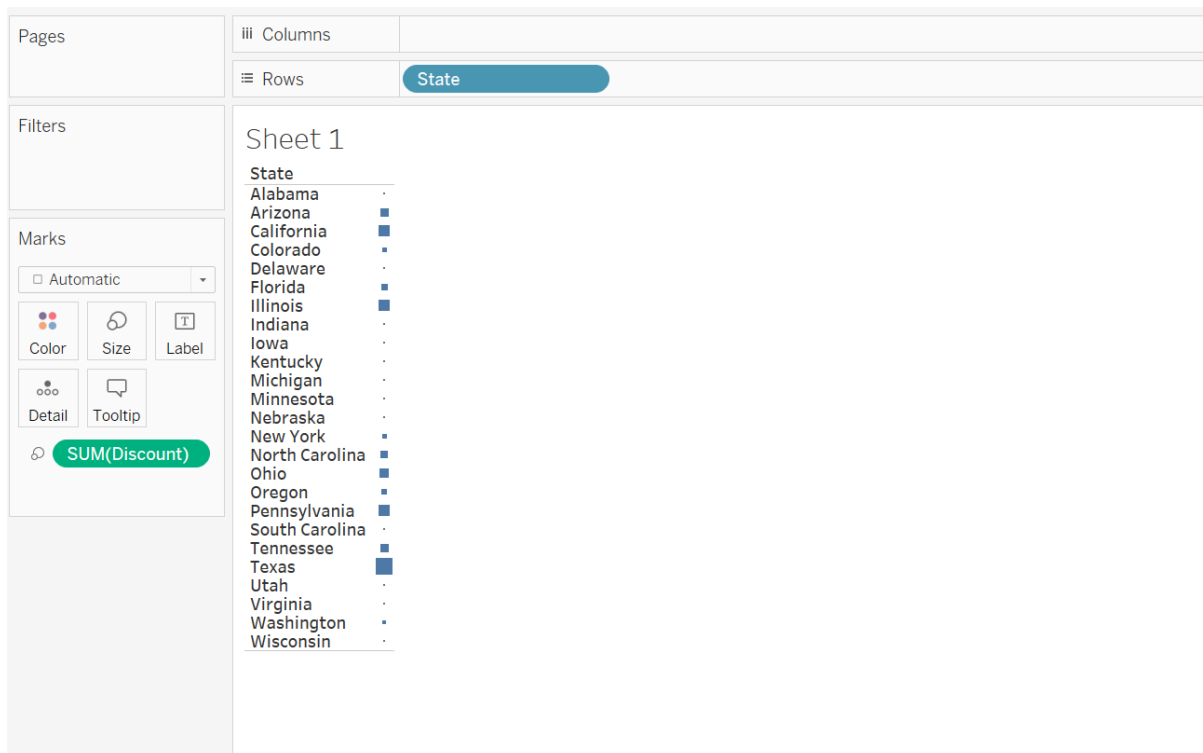 Pages
Columns
Rows
State
Filters
Sheet 1
State
Alabama
Arizona
California
Colorado
Delaware
Florida
Illinois
Indiana
Iowa
Kentucky
Michigan
Minnesota
Nebraska
New York
North Carolina
Ohio
Oregon
Pennsylvania
South Carolina
Tennessee
Texas
Utah
Virginia
Washington
Wisconsin
Marks
Automatic
Color Size T Label
Detail Tooltip
SUM(Discount)